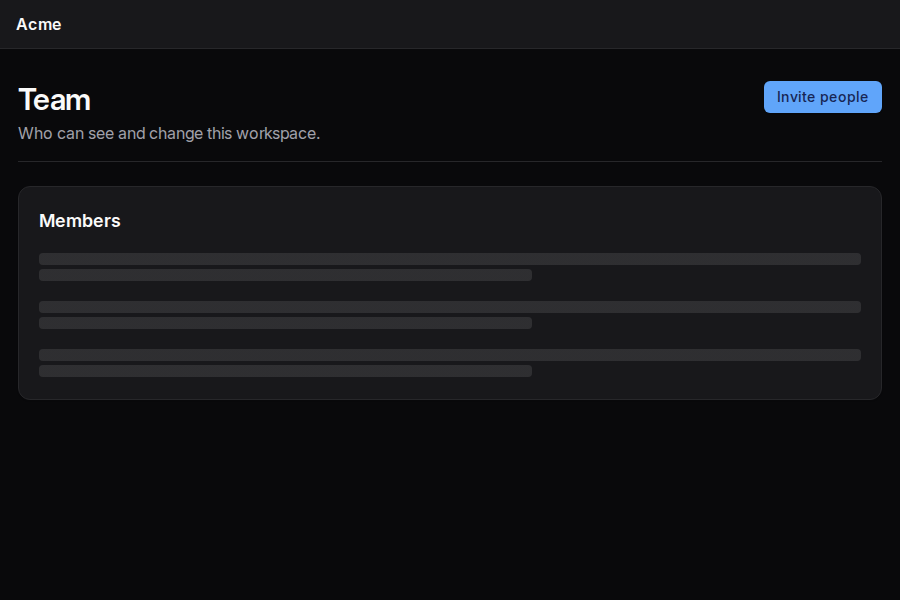 Acme
Team
Invite people
Who can see and change this workspace.
Members